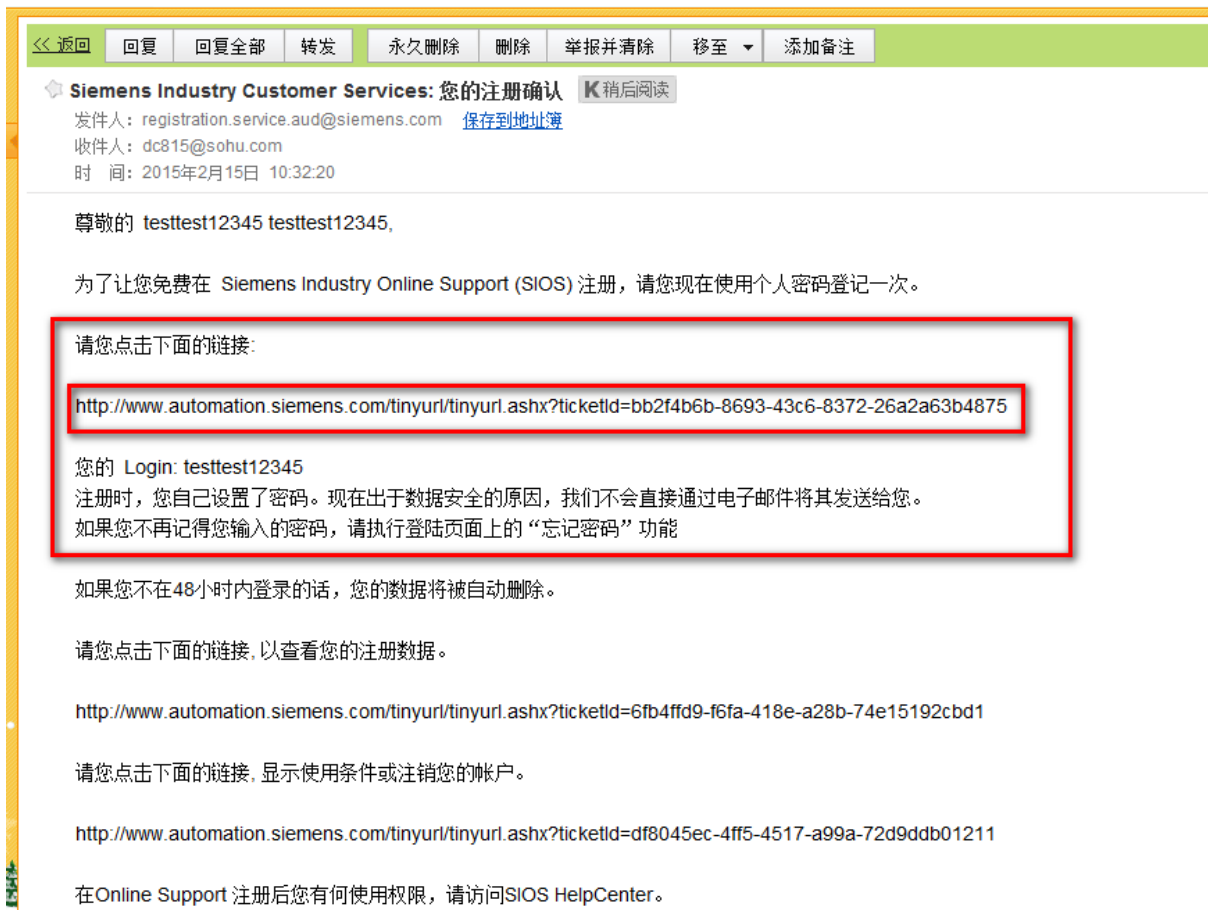 << 返回 回复 回复全部 转发 永久删除 删除 举报并清除 移至 添加备注
Siemens Industry Customer Services: 您的注册确认 K 稍后阅读
发件人: registration.service.aud@siemens.com 保存到地址簿
收件人: dc815@sohu.com
时 间: 2015年2月15日 10:32:20
尊敬的 testtest12345 testtest12345,
为了让您免费在 Siemens Industry Online Support (SIOS) 注册，请您现在使用个人密码登记一次。
请您点击下面的链接:
http://www.automation.siemens.com/tinyurl/tinyurl.ashx?ticketId=bb2f4b6b-8693-43c6-8372-26a2a63b4875
您的 Login: testtest12345
注册时，您自己设置了密码。现在出于数据安全的原因，我们不会直接通过电子邮件将其发送给您。
如果您不再记得您输入的密码，请执行登陆页面上的“忘记密码”功能
如果您不在48小时内登录的话，您的数据将被自动删除。
请您点击下面的链接, 以查看您的注册数据。
http://www.automation.siemens.com/tinyurl/tinyurl.ashx?ticketId=6fb4ffd9-f6fa-418e-a28b-74e15192cbd1
请您点击下面的链接, 显示使用条件或注销您的帐户。
http://www.automation.siemens.com/tinyurl/tinyurl.ashx?ticketId=df8045ec-4ff5-4517-a99a-72d9ddb01211
在Online Support 注册后您有何使用权限，请访问SIOS HelpCenter。